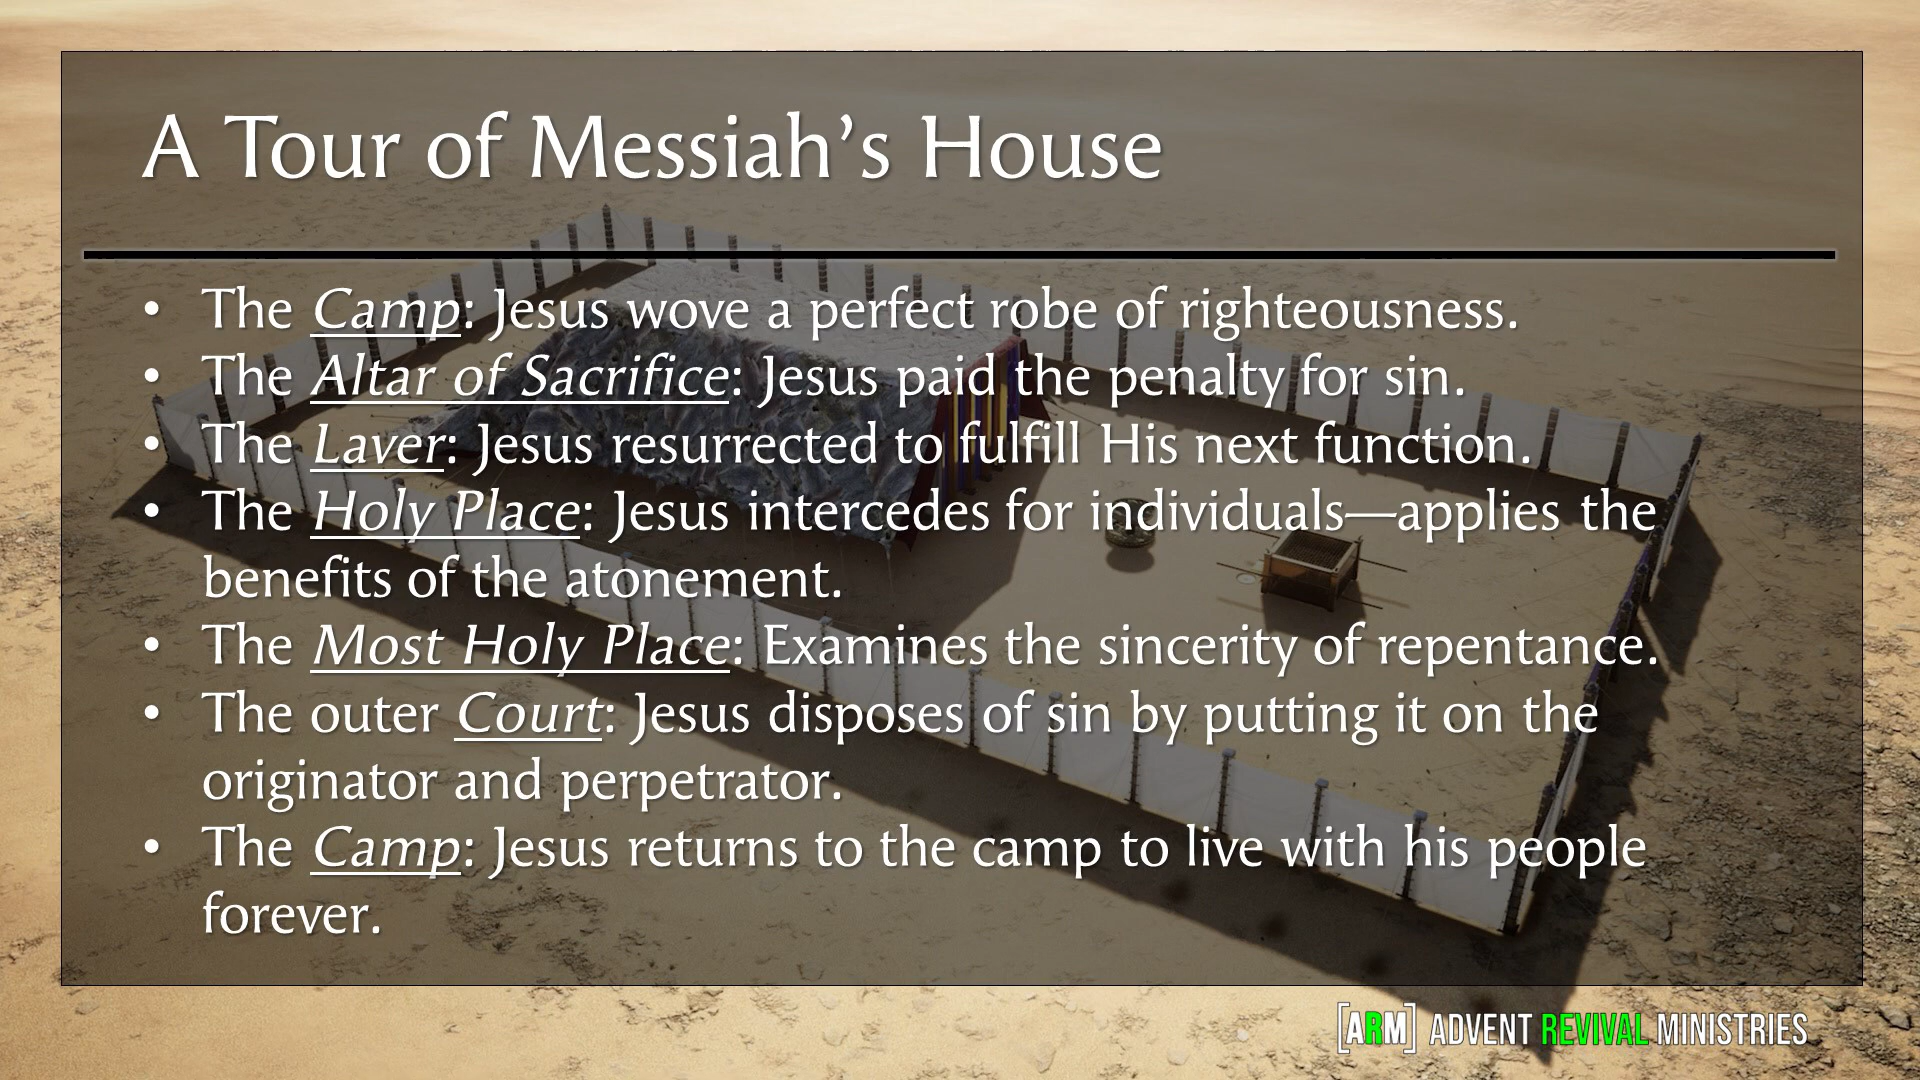 A Tour of Messiah’s House
• The Camp: Jesus wove a perfect robe of righteousness.
• The Altar of Sacrifice: Jesus paid the penalty for sin.
• The Laver: Jesus resurrected to fulfill His next function.
• The Holy Place: Jesus intercedes for individuals—applies the
benefits of the atonement.
• The Most Holy Place: Examines the sincerity of repentance.
• The outer Court: Jesus disposes of sin by putting it on the
originator and perpetrator.
• The Camp: Jesus returns to the camp to live with his people
forever.
[ARM] ADVENT REVIVAL MINISTRIES